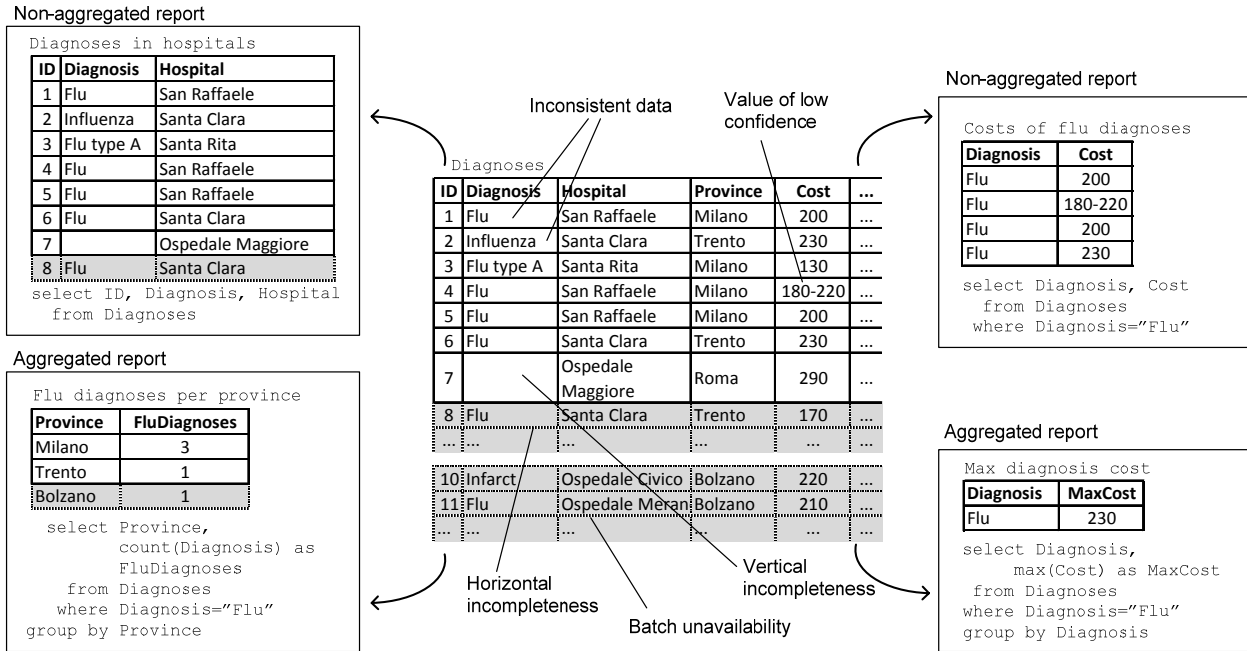 Non-aggregated report
Diagnoses in hospitals
ID Diagnosis Hospital
1 Flu San Raffaele
2 Influenza Santa Clara
3 Flu type A Santa Rita
4 Flu San Raffaele
5 Flu San Raffaele
6 Flu Santa Clara
7 Ospedale Maggiore
8 Flu Santa Clara
select ID, Diagnosis, Hospital
from Diagnoses
Aggregated report
Flu diagnoses per province
Province FluDiagnoses
Milano 3
Trento 1
Bolzano 1
select Province,
count(Diagnosis) as
FluDiagnoses
from Diagnoses
where Diagnosis="Flu"
group by Province
Inconsistent data
Value of low
confidence
Diagnoses
ID Diagnosis Hospital Province Cost ...
1 Flu San Raffaele Milano 200 ...
2 Influenza Santa Clara Trento 230 ...
3 Flu type A Santa Rita Milano 130 ...
4 Flu San Raffaele Milano 180-220 ...
5 Flu San Raffaele Milano 200 ...
6 Flu Santa Clara Trento 230 ...
7 Ospedale Maggiore Roma 290 ...
8 Flu Santa Clara Trento 170 ...
... ... ... ... ... ...
10 Infarct Ospedale Civico Bolzano 220 ...
11 Flu Ospedale Meran Bolzano 210 ...
... ... ... ... ... ...
Horizontal
incompleteness
Batch unavailability
Vertical
incompleteness
Non-aggregated report
Costs of flu diagnoses
Diagnosis Cost
Flu 200
Flu 180-220
Flu 200
Flu 230
select Diagnosis, Cost
from Diagnoses
where Diagnosis="Flu"
Aggregated report
Max diagnosis cost
Diagnosis MaxCost
Flu 230
select Diagnosis,
max(Cost) as MaxCost
from Diagnoses
where Diagnosis="Flu"
group by Diagnosis